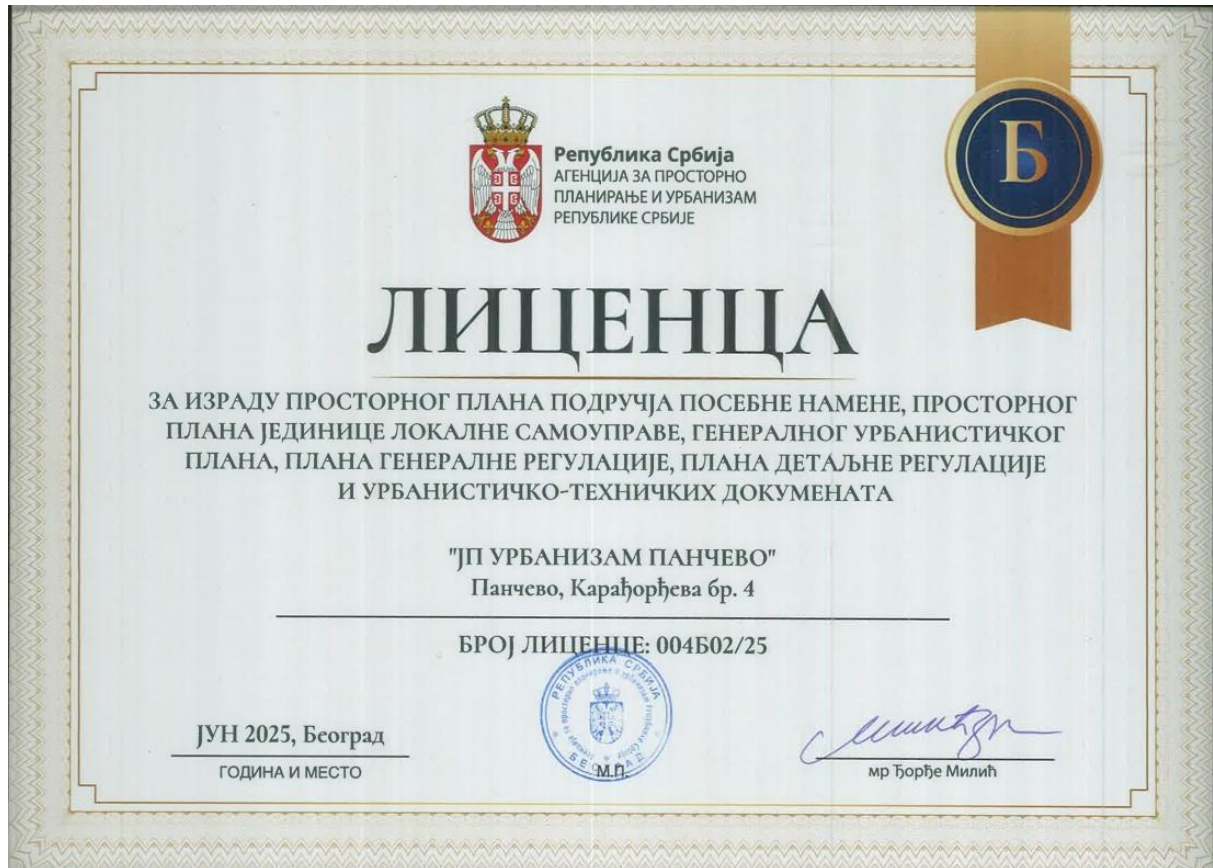 Б
Република Србија
АГЕНЦИЈА ЗА ПРОСТОРНО
ПЛАНИРАЊЕ И УРБАНИЗАМ
РЕПУБЛИКЕ СРБИЈЕ
ЛИЦЕНЦА
ЗА ИЗРАДУ ПРОСТОРНОГ ПЛАНА ПОДРУЧЈА ПОСЕБНЕ НАМЕНЕ, ПРОСТОРНОГ
ПЛАНА ЈЕДИНИЦЕ ЛОКАЛНЕ САМОУПРАВЕ, ГЕНЕРАЛНОГ УРБАНИСТИЧКОГ
ПЛАНА, ПЛАНА ГЕНЕРАЛНЕ РЕГУЛАЦИЈЕ, ПЛАНА ДЕТАЉНЕ РЕГУЛАЦИЈЕ
И УРБАНИСТИЧКО-ТЕХНИЧКИХ ДОКУМЕНАТА
"ЈП УРБАНИЗАМ ПАНЧЕВО"
Панчево, Карађорђева бр. 4
БРОЈ ЛИЦЕНЦЕ: 004Б02/25
РЕПУБЛИКА СРБИЈА
БЕОГРАД
М.П.
ЈУН 2025, Београд
ГОДИНА И МЕСТО
мр Ђорђе Милић